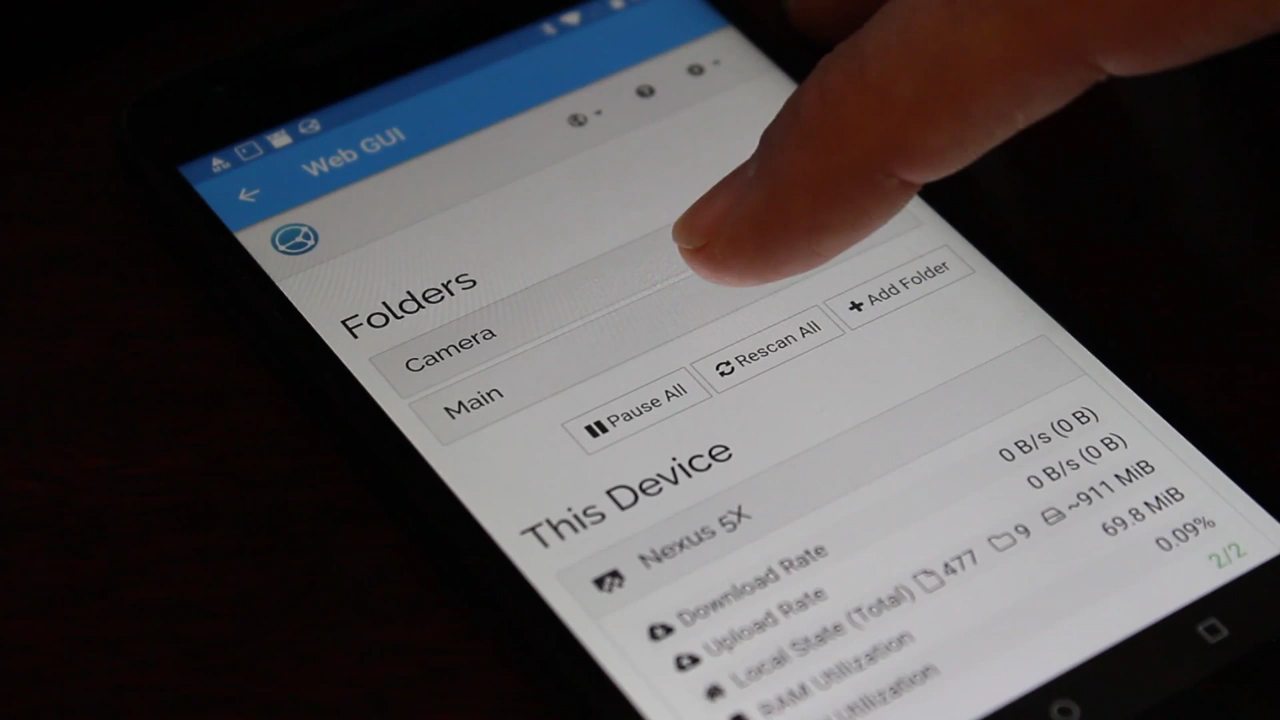 Web GUI
Folders
Camera
Main
Pause All Rescan All Add Folder
This Device
Nexus 5X
Download Rate 0 B/s (0 B)
Upload Rate 0 B/s (0 B)
Local State (Total) 477 9 ~911 MiB
RAM Utilization 69.8 MiB
Utilization 0.09%
2/2